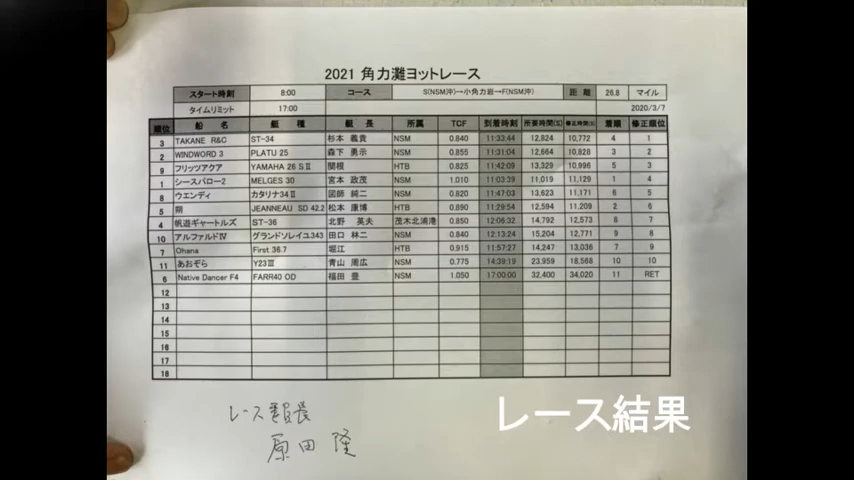 2021 角力灘ヨットレース
スタート時刻 8:00 コース S(NSM沖)→小角力岩→F(NSM沖) 距 離 26.8 マイル
タイムリミット 17:00 2020/3/7
順位 船 名 艇 種 艇 長 所属 TCF 到着時刻 所要時間(S) 修正時間(S) 着順 修正順位
3 TAKANE R&C ST-34 杉本 義貴 NSM 0.840 11:33:44 12,824 10,772 4 1
2 WINDWORD 3 PLATU 25 森下 勇示 NSM 11:31:04 12,664 10,828 3 2
9 フリッツアクア YAMAHA 26 SⅡ 関根 HTB 0.825 11:42:09 13,329 10,996 5 3
1 シースパロー2 MELGES 30 宮本 政茂 NSM 1.010 11:03:39 11,019 11,129 1 4
8 ウエンディ カタリナ34Ⅱ 図師 純二 NSM 0.820 11:47:03 13,623 11,171 6 5
5 朔 JEANNEAU SD 42.2 松本 康博 HTB 0.890 11:29:54 12,594 11,209 2 6
4 帆遊ギャートルズ ST-36 北野 英夫 茂木北浦港 0.850 12:06:32 14,792 12,573 8 7
10 アルファルドⅣ グランドソレイユ343 田口 林二 NSM 0.840 12:13:24 15,204 12,771 9 8
7 Ohana First 36.7 堀江 HTB 0.915 11:57:27 14,247 13,036 7 9
11 あおぞら Y23Ⅲ 青山 周広 NSM 0.775 14:39:19 23,959 18,568 10 10
6 Native Dancer F4 FARR40 OD 福田 豊 NSM 1.050 17:00:00 32,400 34,020 11 RET
12
13
14
15
16
17
18
レース委員長
原田 隆
レース結果